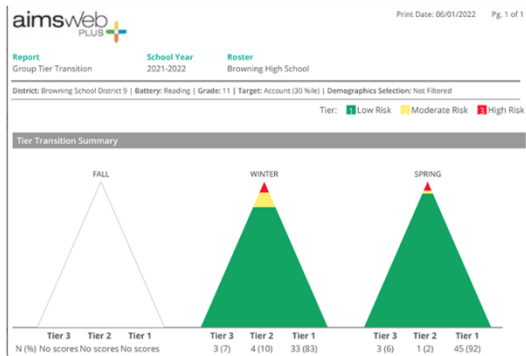 aimsweb PLUS
Print Date: 06/01/2022 Pg. 1 of 1
Report School Year Roster
Group Tier Transition 2021-2022 Browning High School
District: Browning School District 9 | Battery: Reading | Grade: 11 | Target: Account (30 %ile) | Demographics Selection: Not Filtered
Tier: 1 Low Risk 2 Moderate Risk 3 High Risk
Tier Transition Summary
FALL WINTER SPRING
Tier 3 Tier 2 Tier 1 Tier 3 Tier 2 Tier 1 Tier 3 Tier 2 Tier 1
N (%) No scores No scores No scores 3 (7) 4 (10) 33 (83) 3 (6) 1 (2) 45 (92)